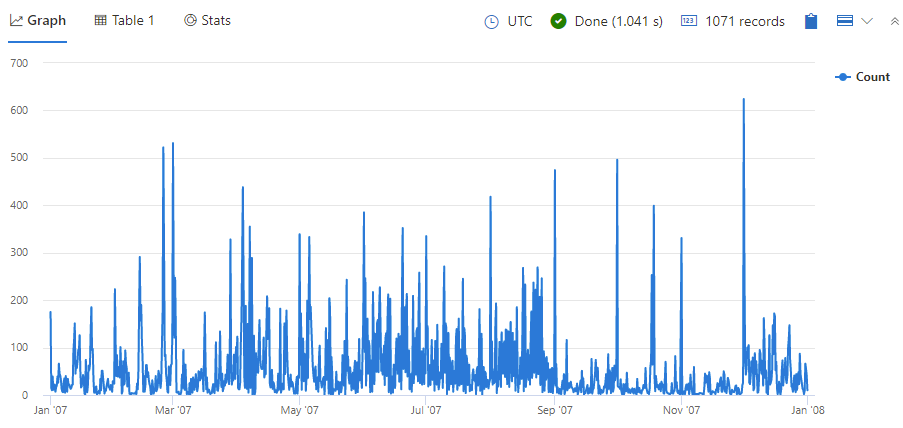 Graph Table 1 Stats UTC Done (1.041 s) 123 1071 records
700
Count
600
500
400
300
200
100
0
Jan '07 Mar '07 May '07 Jul '07 Sep '07 Nov '07 Jan '08